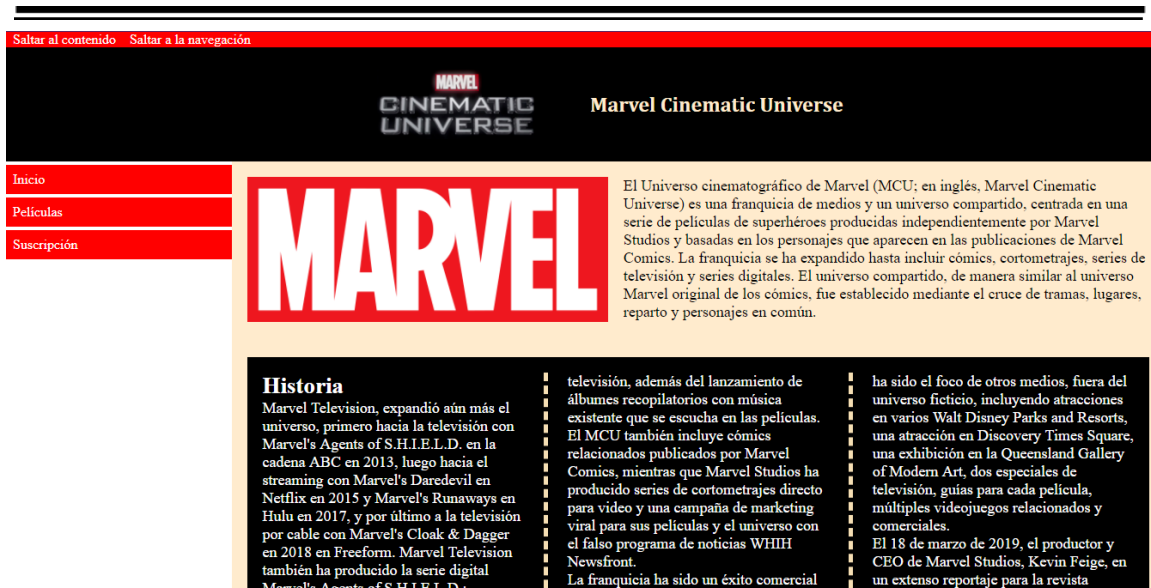 Saltar al contenido Saltar a la navegación
MARVEL
CINEMATIC
UNIVERSE
Marvel Cinematic Universe
Inicio
Películas
Suscripción
MARVEL
El Universo cinematográfico de Marvel (MCU; en inglés, Marvel Cinematic
Universe) es una franquicia de medios y un universo compartido, centrada en una
serie de películas de superhéroes producidas independientemente por Marvel
Studios y basadas en los personajes que aparecen en las publicaciones de Marvel
Comics. La franquicia se ha expandido hasta incluir cómics, cortometrajes, series de
televisión y series digitales. El universo compartido, de manera similar al universo
Marvel original de los cómics, fue establecido mediante el cruce de tramas, lugares,
reparto y personajes en común.
Historia
Marvel Television, expandió aún más el
universo, primero hacia la televisión con
Marvel's Agents of S.H.I.E.L.D. en la
cadena ABC en 2013, luego hacia el
streaming con Marvel's Daredevil en
Netflix en 2015 y Marvel's Runaways en
Hulu en 2017, y por último a la televisión
por cable con Marvel's Cloak & Dagger
en 2018 en Freeform. Marvel Television
también ha producido la serie digital
Marvel's Agents of S.H.I.E.L.D.:
televisión, además del lanzamiento de
álbumes recopilatorios con música
existente que se escucha en las películas.
El MCU también incluye cómics
relacionados publicados por Marvel
Comics, mientras que Marvel Studios ha
producido series de cortometrajes directo
para video y una campaña de marketing
viral para sus películas y el universo con
el falso programa de noticias WHIH
Newsfront.
La franquicia ha sido un éxito comercial
ha sido el foco de otros medios, fuera del
universo ficticio, incluyendo atracciones
en varios Walt Disney Parks and Resorts,
una atracción en Discovery Times Square,
una exhibición en la Queensland Gallery
of Modern Art, dos especiales de
televisión, guías para cada película,
múltiples videojuegos relacionados y
comerciales.
El 18 de marzo de 2019, el productor y
CEO de Marvel Studios, Kevin Feige, en
un extenso reportaje para la revista